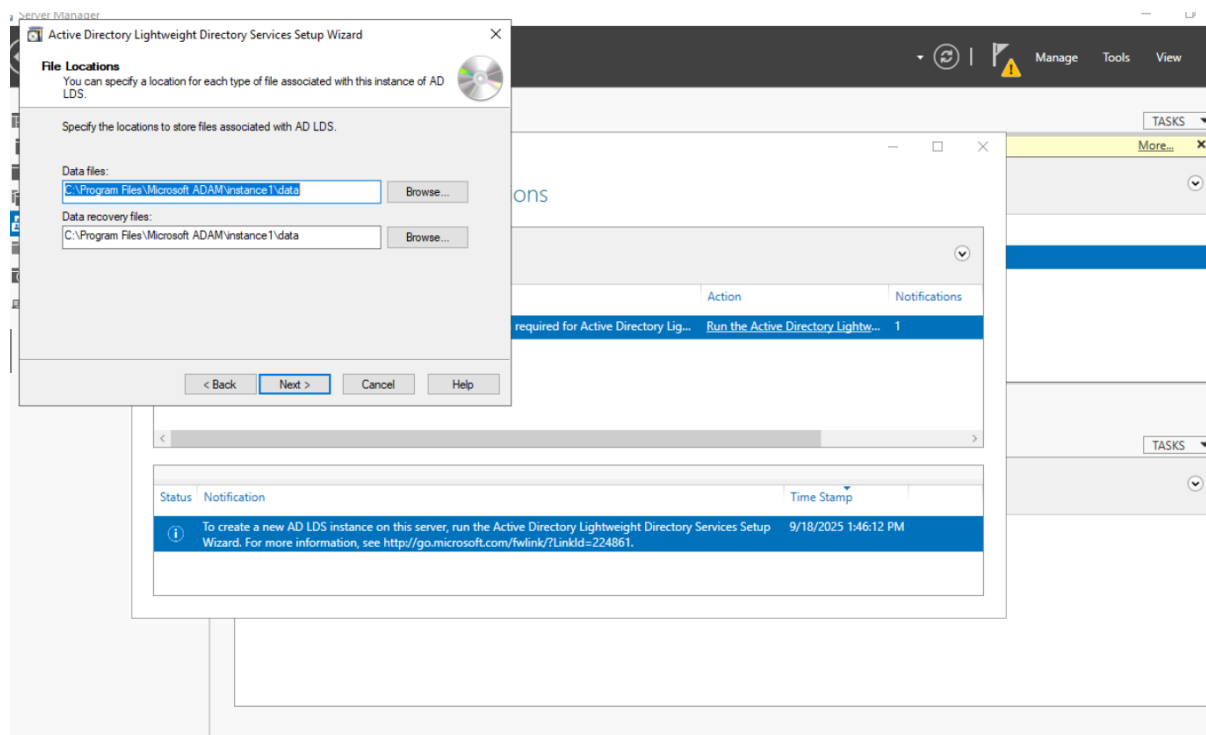 Server Manager
Active Directory Lightweight Directory Services Setup Wizard
File Locations
You can specify a location for each type of file associated with this instance of AD
LDS.
Specify the locations to store files associated with AD LDS.
Data files:
C:\Program Files\Microsoft ADAM\instance1\data
Browse...
Data recovery files:
C:\Program Files\Microsoft ADAM\instance1\data
Browse...
< Back Next > Cancel Help
Manage Tools View
TASKS
More...
ons
Action Notifications
required for Active Directory Lig... Run the Active Directory Lightw... 1
TASKS
Status Notification Time Stamp
To create a new AD LDS instance on this server, run the Active Directory Lightweight Directory Services Setup 9/18/2025 1:46:12 PM
Wizard. For more information, see http://go.microsoft.com/fwlink/?LinkId=224861.